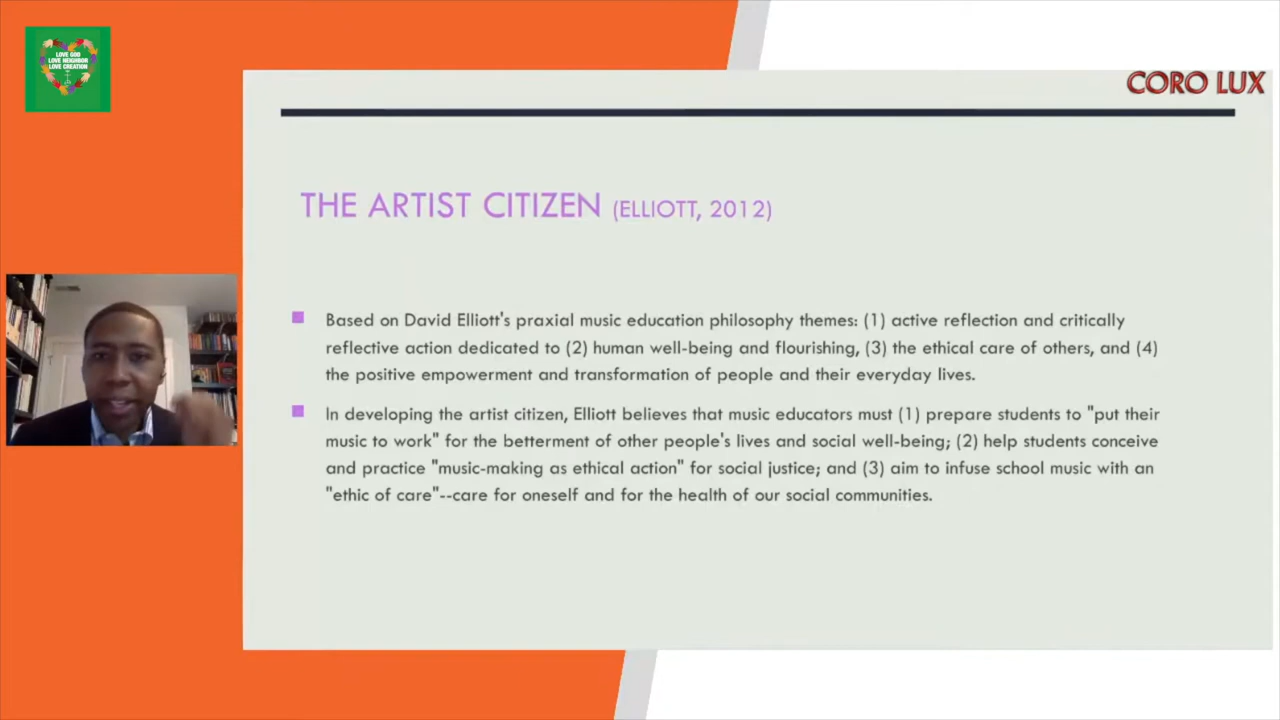 LOVE GOD
LOVE NEIGHBOR
LOVE CREATION
CORO LUX
THE ARTIST CITIZEN (ELLIOTT, 2012)
Based on David Elliott's praxial music education philosophy themes: (1) active reflection and critically
reflective action dedicated to (2) human well-being and flourishing, (3) the ethical care of others, and (4)
the positive empowerment and transformation of people and their everyday lives.
In developing the artist citizen, Elliott believes that music educators must (1) prepare students to "put their
music to work" for the betterment of other people's lives and social well-being; (2) help students conceive
and practice "music-making as ethical action" for social justice; and (3) aim to infuse school music with an
"ethic of care"--care for oneself and for the health of our social communities.